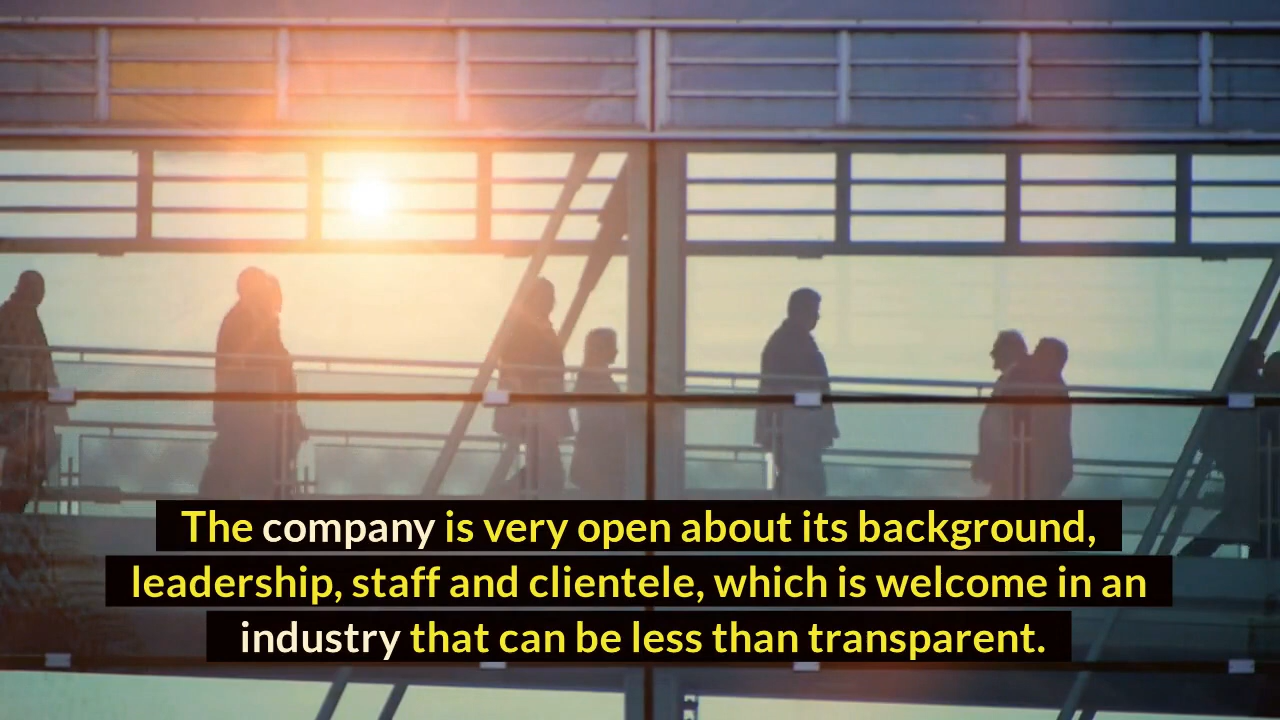 The company is very open about its background,
leadership, staff and clientele, which is welcome in an
industry that can be less than transparent.